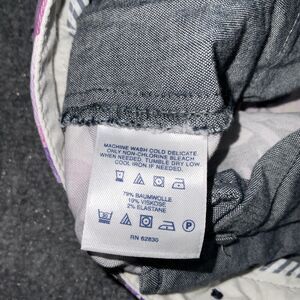 MACHINE WASH COLD DELICATE.
ONLY NON-CHLORINE BLEACH
WHEN NEEDED. TUMBLE DRY LOW.
COOL IRON IF NEEDED.
79% BAUMWOLLE
19% VISKOSE
2% ELASTANE
P
RN 62830